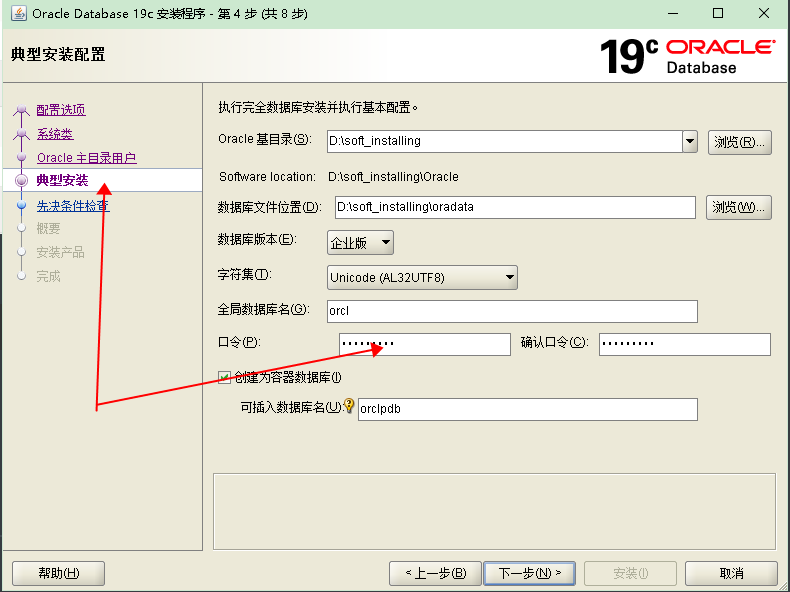 Oracle Database 19c 安装程序 - 第 4 步 (共 8 步)
典型安装配置
19c ORACLE Database
配置选项
系统类
Oracle 主目录用户
典型安装
先决条件检查
概要
安装产品
完成
执行完全数据库安装并执行基本配置。
Oracle 基目录(S): D:\soft_installing 浏览(R)...
Software location: D:\soft_installing\Oracle
数据库文件位置(D): D:\soft_installing\oradata 浏览(W)...
数据库版本(E): 企业版
字符集(T): Unicode (AL32UTF8)
全局数据库名(G): orcl
口令(P): ••••••••• 确认口令(C): •••••••••
创建为容器数据库(I)
可插入数据库名(U): orclpdb
帮助(H) < 上一步(B) 下一步(N) > 安装(I) 取消